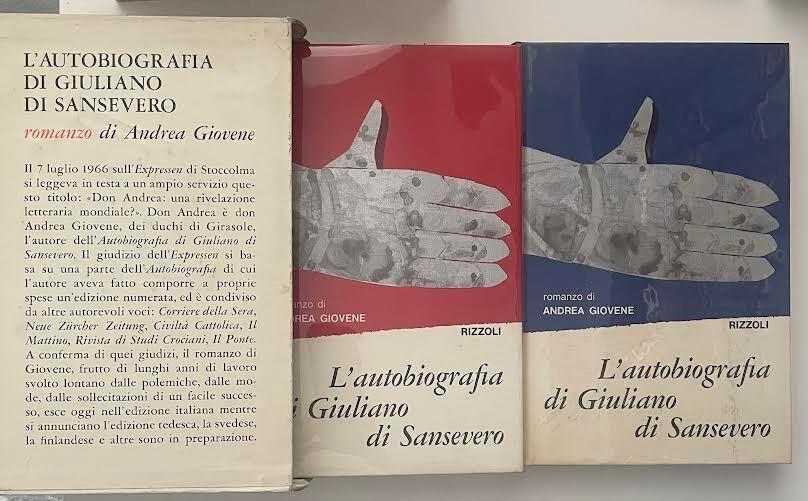 L'AUTOBIOGRAFIA
DI GIULIANO
DI SANSEVERO
romanzo di Andrea Giovene
Il 7 luglio 1966 sull'Expressen di Stoccolma
si leggeva in testa a un ampio servizio que-
sto titolo: «Don Andrea: una rivelazione
letteraria mondiale?». Don Andrea è don
Andrea Giovene, dei duchi di Girasole,
l'autore dell'Autobiografia di Giuliano di
Sansevero. Il giudizio dell'Expressen si ba-
sa su una parte dell'Autobiografia di cui
l'autore aveva fatto comporre a proprie
spese un'edizione numerata, ed è condiviso
da altre autorevoli voci: Corriere della Sera,
Neue Zürcher Zeitung, Civiltà Cattolica, Il
Mattino, Rivista di Studi Crociani, Il Ponte.
A conferma di quei giudizi, il romanzo di
Giovene, frutto di lunghi anni di lavoro
svolto lontano dalle polemiche, dalle mo-
de, dalle sollecitazioni di un facile succes-
so, esce oggi nell'edizione italiana mentre
si annunciano l'edizione tedesca, la svedese,
la finlandese e altre sono in preparazione.
anzo di
DREA GIOVENE
RIZZOLI
L'autobiografia
di Giuliano
di Sansevero
romanzo di
ANDREA GIOVENE
RIZZOLI
L'autobiografia
di Giuliano
di Sansevero